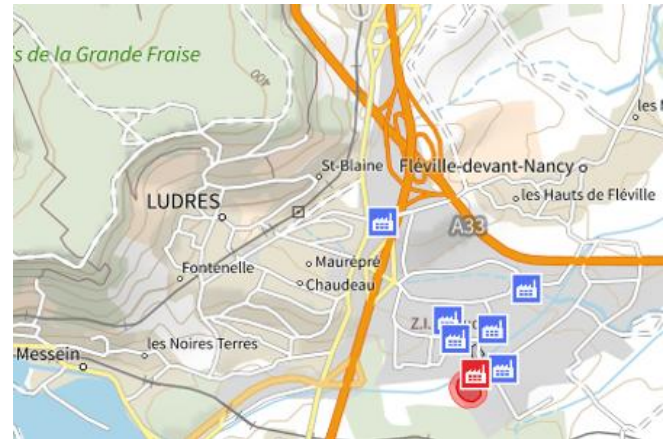 s de la Grande Fraise
400
les
St-Blaine
Fléville-devant-Nancy
LUDRES
les Hauts de Fléville
A33
Fontenelle
Maurépré
Chaudeau
Z.I.
les Noires Terres
Messein